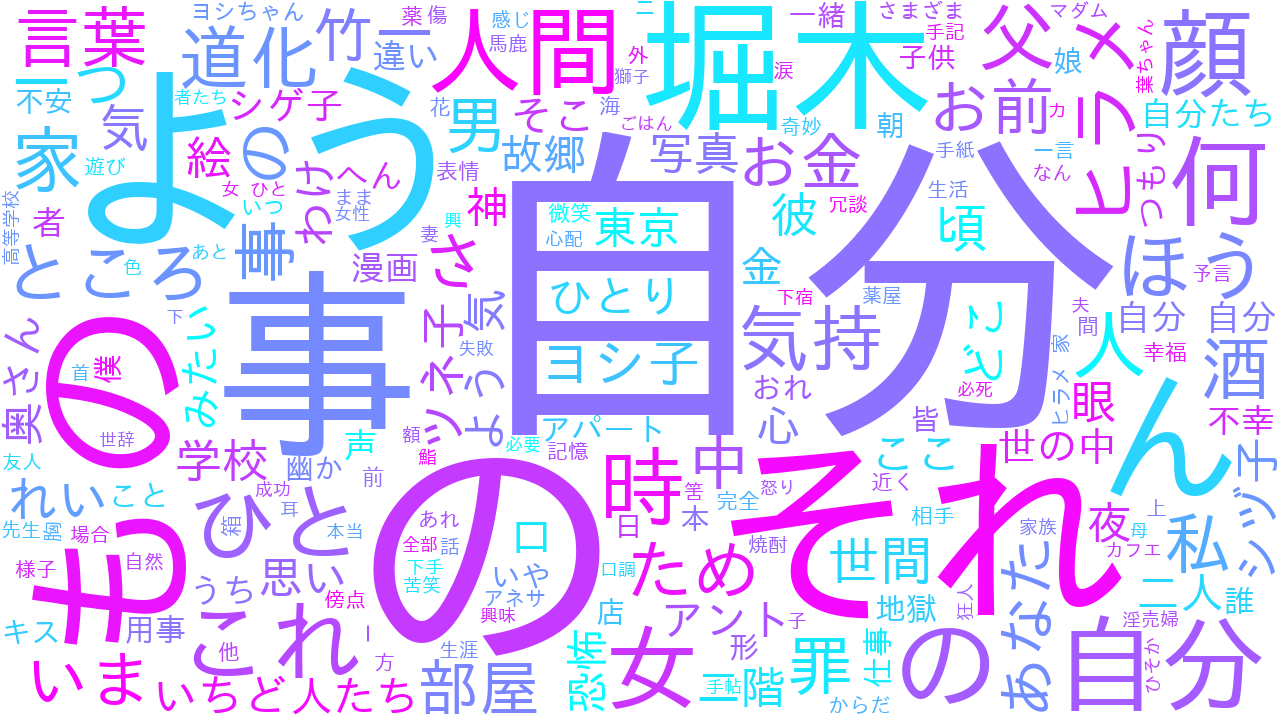 言葉
ヨシちゃん
道化
竹一
薬
傷
違い
人間
感じ
馬鹿
ニ
外
獅子
堀木
涙
一緒
さまざま
手記
子供
父
娘
マダム
葉ちゃん
ヒラメ
顔
つ
不安
者たち
シゲ子
気
よう
の
花
男
そこ
海
ごはん
奇妙
朝
お前
カ
自分たち
家
遊び
絵
女
ひと
わけ
へん
まま
女性
いつ
表情
故郷
写真
お金
手紙
一言
なん
つもり
何
高等学校
者
ところ
色
あと
事
漫画
さ
神
興
妻
微笑
心配
東京
自分
彼
冗談
生活
頃
ほう
予言
金
下宿
薬屋
ひとり
気持
こど
人
夫
間
自分
自分
もの
下
事
みたい
僕
首
奥さん
世辞
ツネ子
よう気
失敗
ヨシ子
おれ
必死
家
ヒラメ
幸福
酒
ん
眼
不幸
アパート
心
皆
学校
声
額
鮨
必要
記憶
中
ここ
世の中
シヅ子
友人
幽か
前
の
時
筈
完全
怒り
近く
それ
れい
こと
ひと
成功
箱
耳
本当
あれ
全部
話
口
日
本
相手
夜
上
私
先生
胸
場合
自然
下手
苦笑
いや
アネサ
興味
口調
ため
焼酎
世間
家族
母
カフエ
様子
うち
思い
傍点
店
アント
子
地獄
狂人
あなた
二人
誰
キス
用事
これ
他
ー
方
生涯
恐怖
女
形
二階
手帖
罪
仕事
の
自分
淫売婦
ひそか
いま
いちど
人たち
部屋
からだ